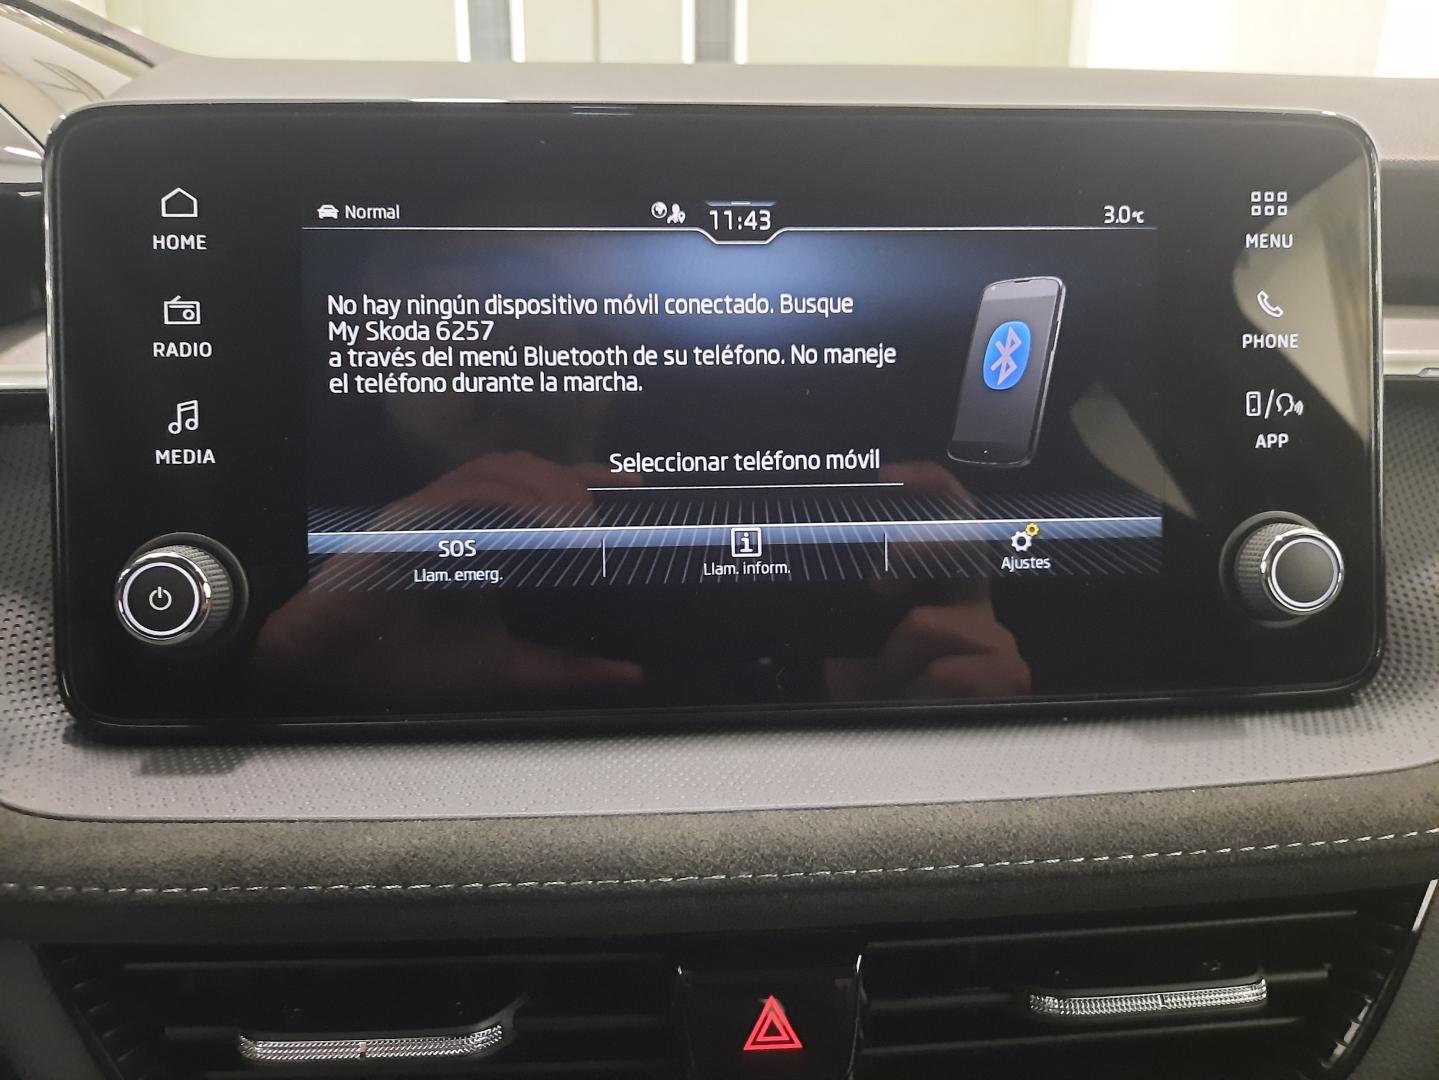 HOME
RADIO
MEDIA
Normal
11:43
3.0°C
No hay ningún dispositivo móvil conectado. Busque
My Skoda 6257
a través del menú Bluetooth de su teléfono. No maneje
el teléfono durante la marcha.
Seleccionar teléfono móvil
SOS
Llam. emerg.
i
Llam. inform.
Ajustes
MENU
PHONE
APP